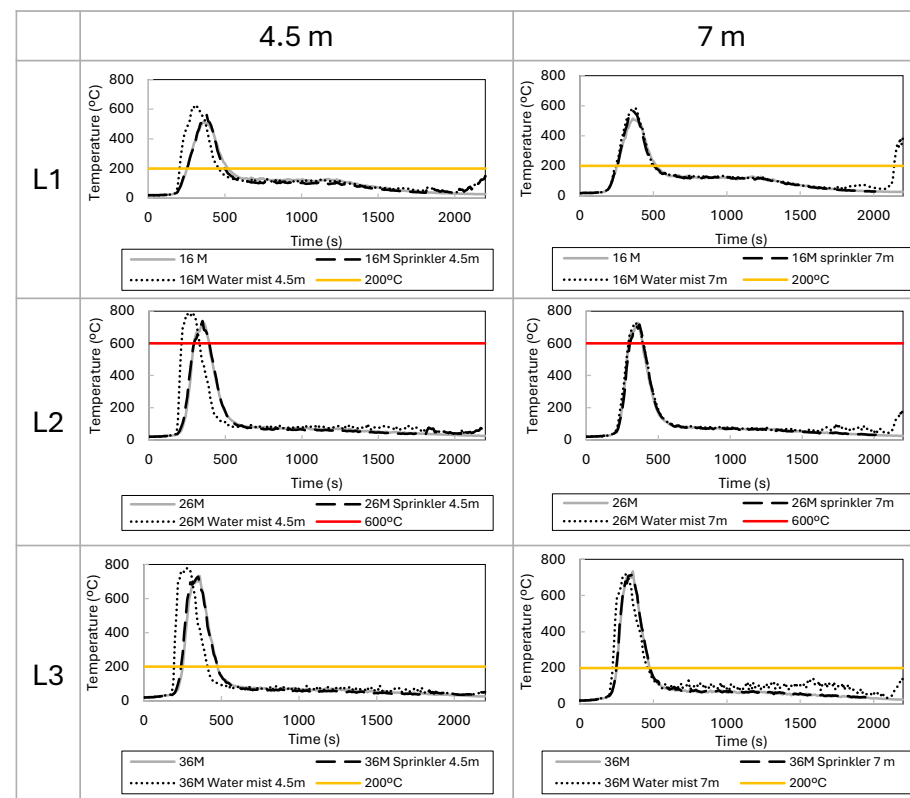 4.5 m
7 m
L1
Temperature (ºC)
800
600
400
200
0
0 500 1000 1500 2000
Time (s)
16 M
16M Sprinkler 4.5m
16M Water mist 4.5m
200ºC
Temperature (ºC)
800
600
400
200
0
0 500 1000 1500 2000
Time (s)
16 M
16M sprinkler 7m
16M Water mist 7m
200ºC
L2
Temperature (ºC)
800
600
400
200
0
0 500 1000 1500 2000
Time (s)
26M
26M Sprinkler 4.5m
26M Water mist 4.5m
600ºC
Temperature (ºC)
800
600
400
200
0
0 500 1000 1500 2000
Time (s)
26M
26M sprinkler 7m
26M Water mist 7m
600ºC
L3
Temperature (ºC)
800
600
400
200
0
0 500 1000 1500 2000
Time (s)
36M
36M Sprinkler 4.5m
36M Water mist 4.5m
200ºC
Temperature (ºC)
800
600
400
200
0
0 500 1000 1500 2000
Time (s)
36M
36M Sprinkler 7 m
36M Water mist 7m
200ºC